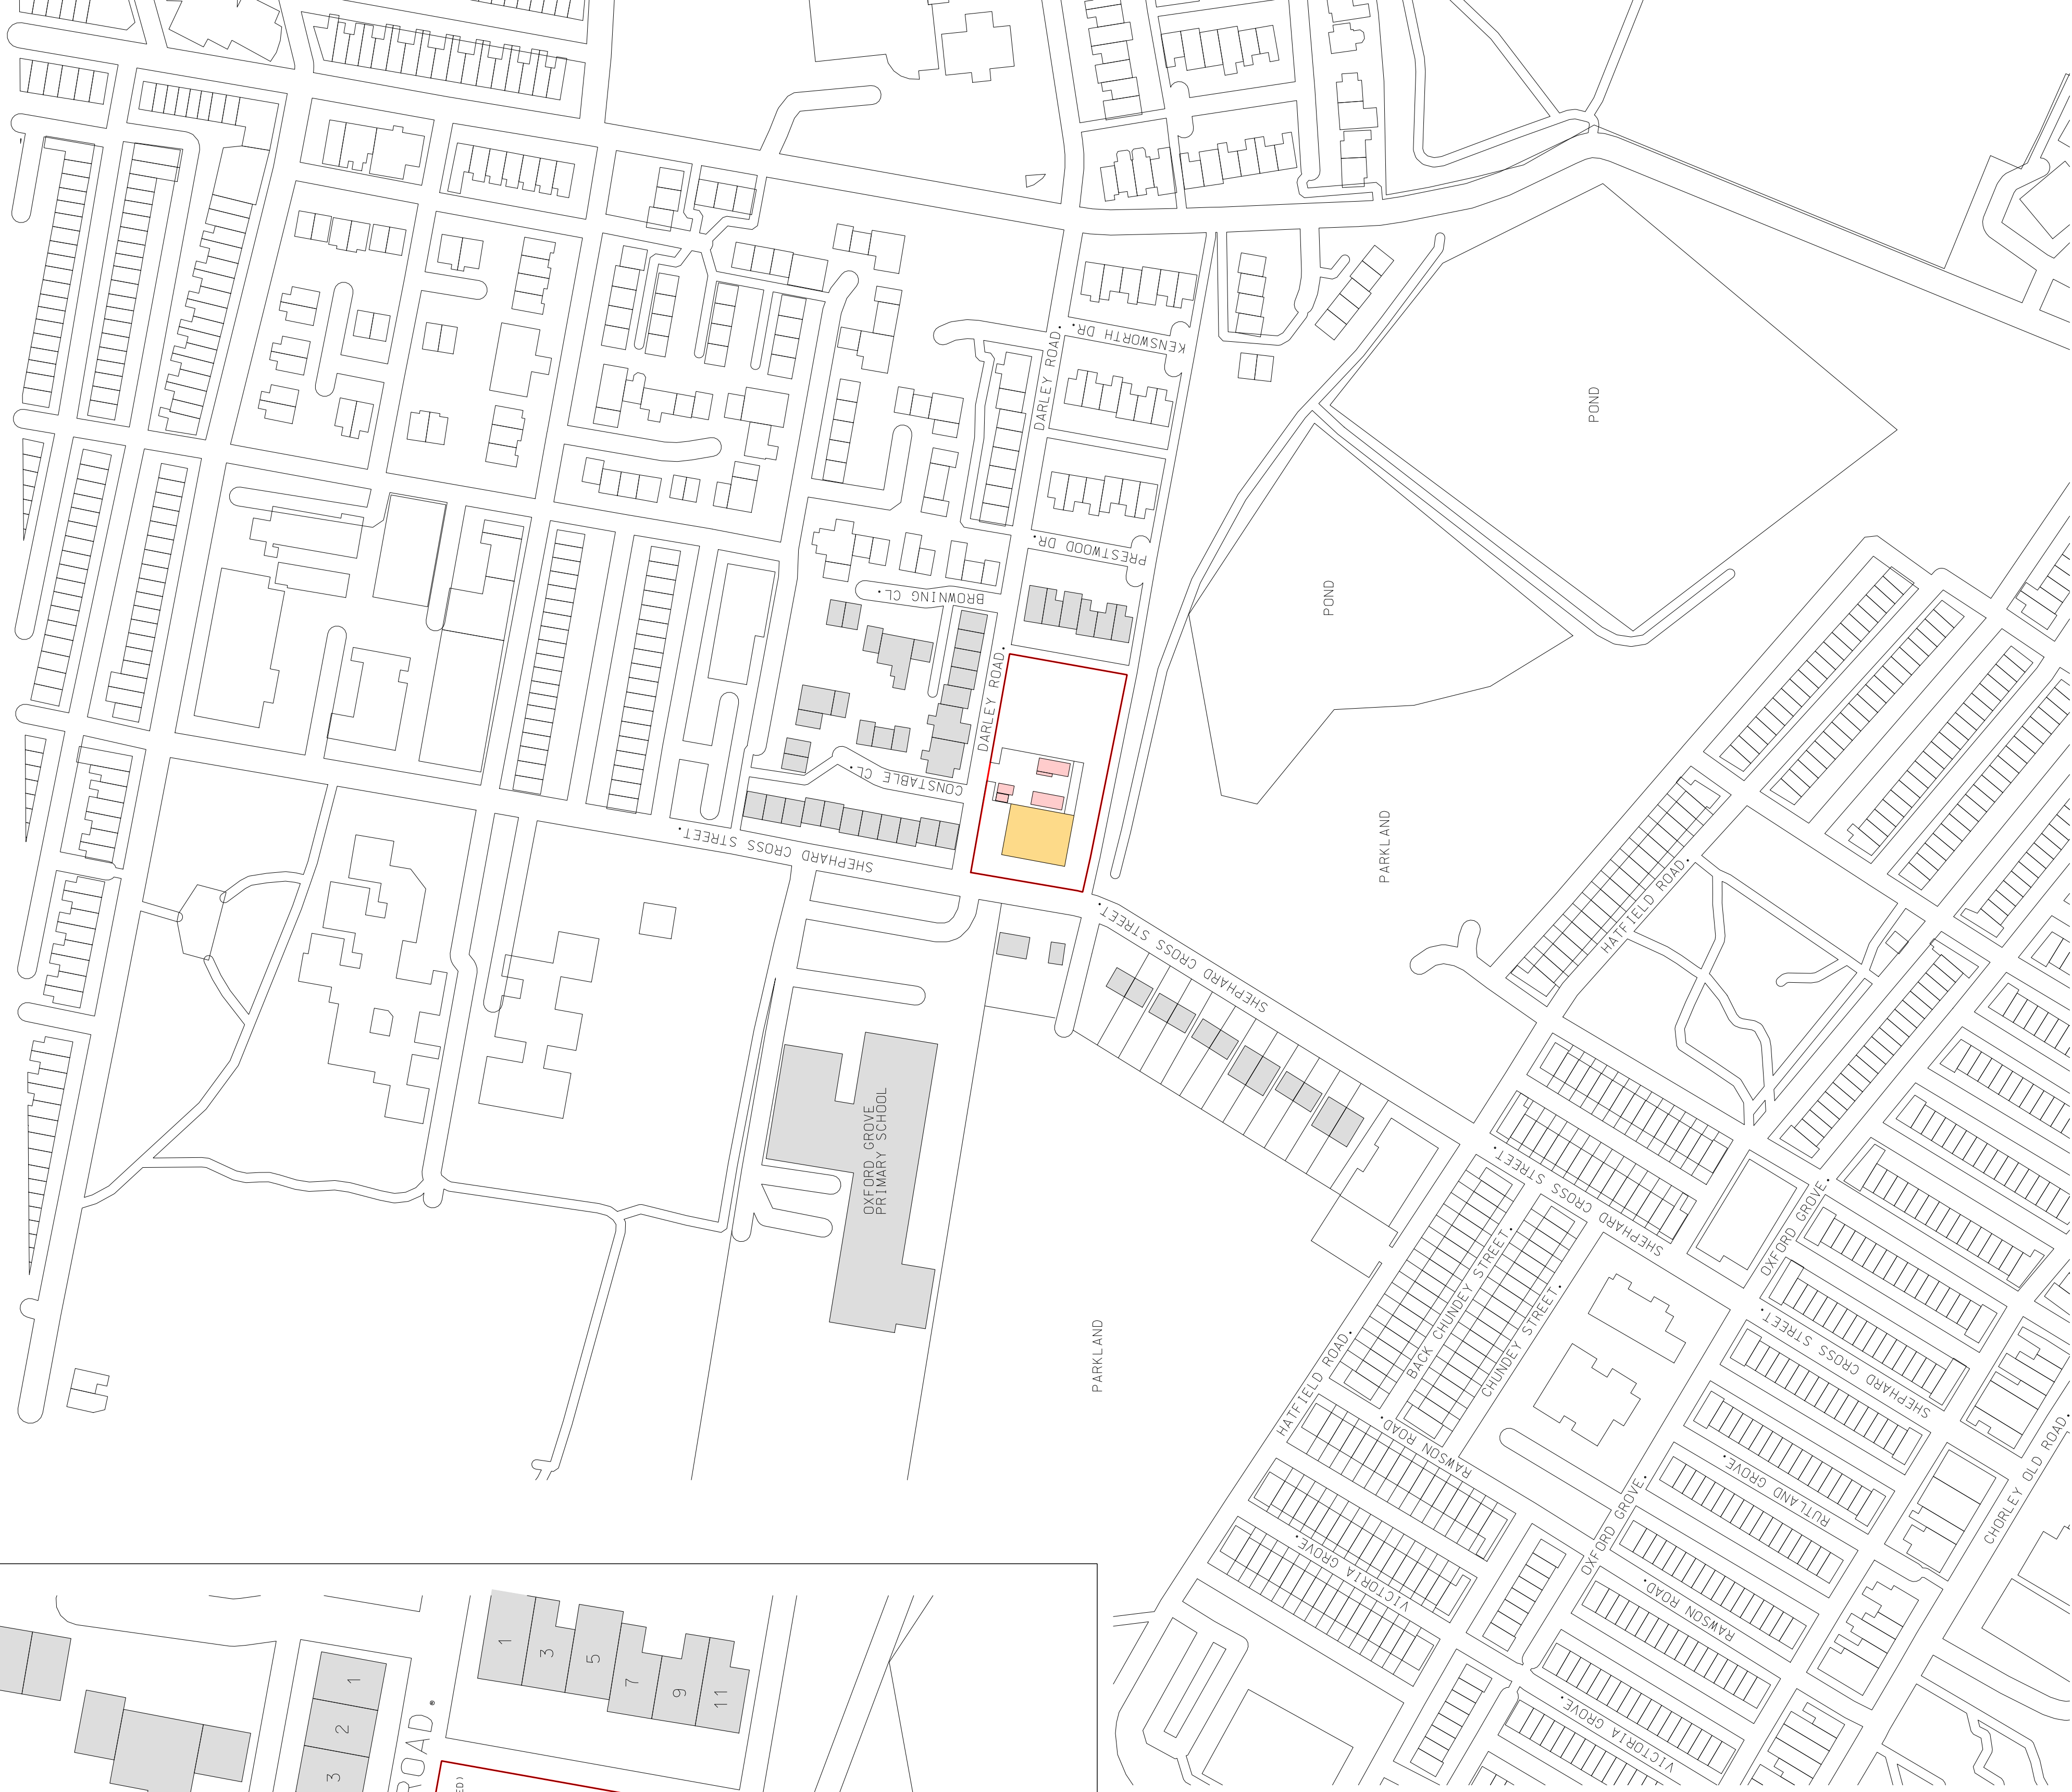 KENSWORTH DR.
DARLEY ROAD.
POND
PRESTWOOD DR.
BROWNING CL.
POND
DARLEY ROAD.
CONSTABLE CL.
SHEPHARD CROSS STREET.
PARKLAND
HATFIELD ROAD.
SHEPHARD CROSS STREET.
OXFORD GROVE
PRIMARY SCHOOL
SHEPHARD CROSS STREET.
OXFORD GROVE.
BACK CHUNDEY STREET.
CHUNDEY STREET.
PARKLAND
HATFIELD ROAD.
SHEPHARD CROSS STREET.
RAWSON ROAD.
CHORLEY OLD ROAD.
RUTLAND GROVE.
OXFORD GROVE.
VICTORIA GROVE.
RAWSON ROAD.
VICTORIA GROVE.
1
3
5
7
9
11
1
2
3
ROAD.
ED)